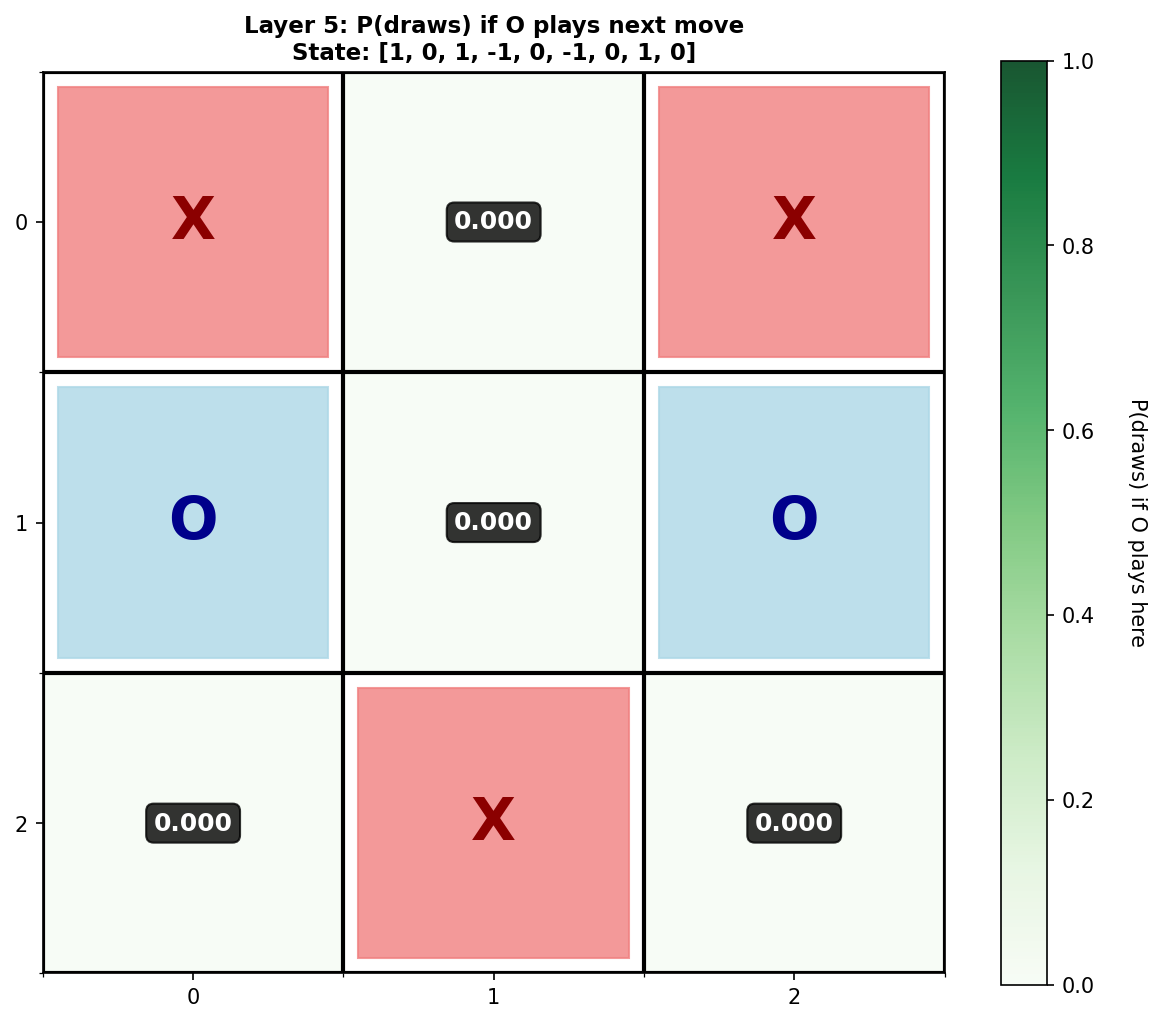 Layer 5: P(draws) if O plays next move
State: [1, 0, 1, -1, 0, -1, 0, 1, 0]
X
0.000
X
O
0.000
O
0.000
X
0.000
0
1
2
0
1
2
1.0
0.8
0.6
0.4
0.2
0.0
P(draws) if O plays here